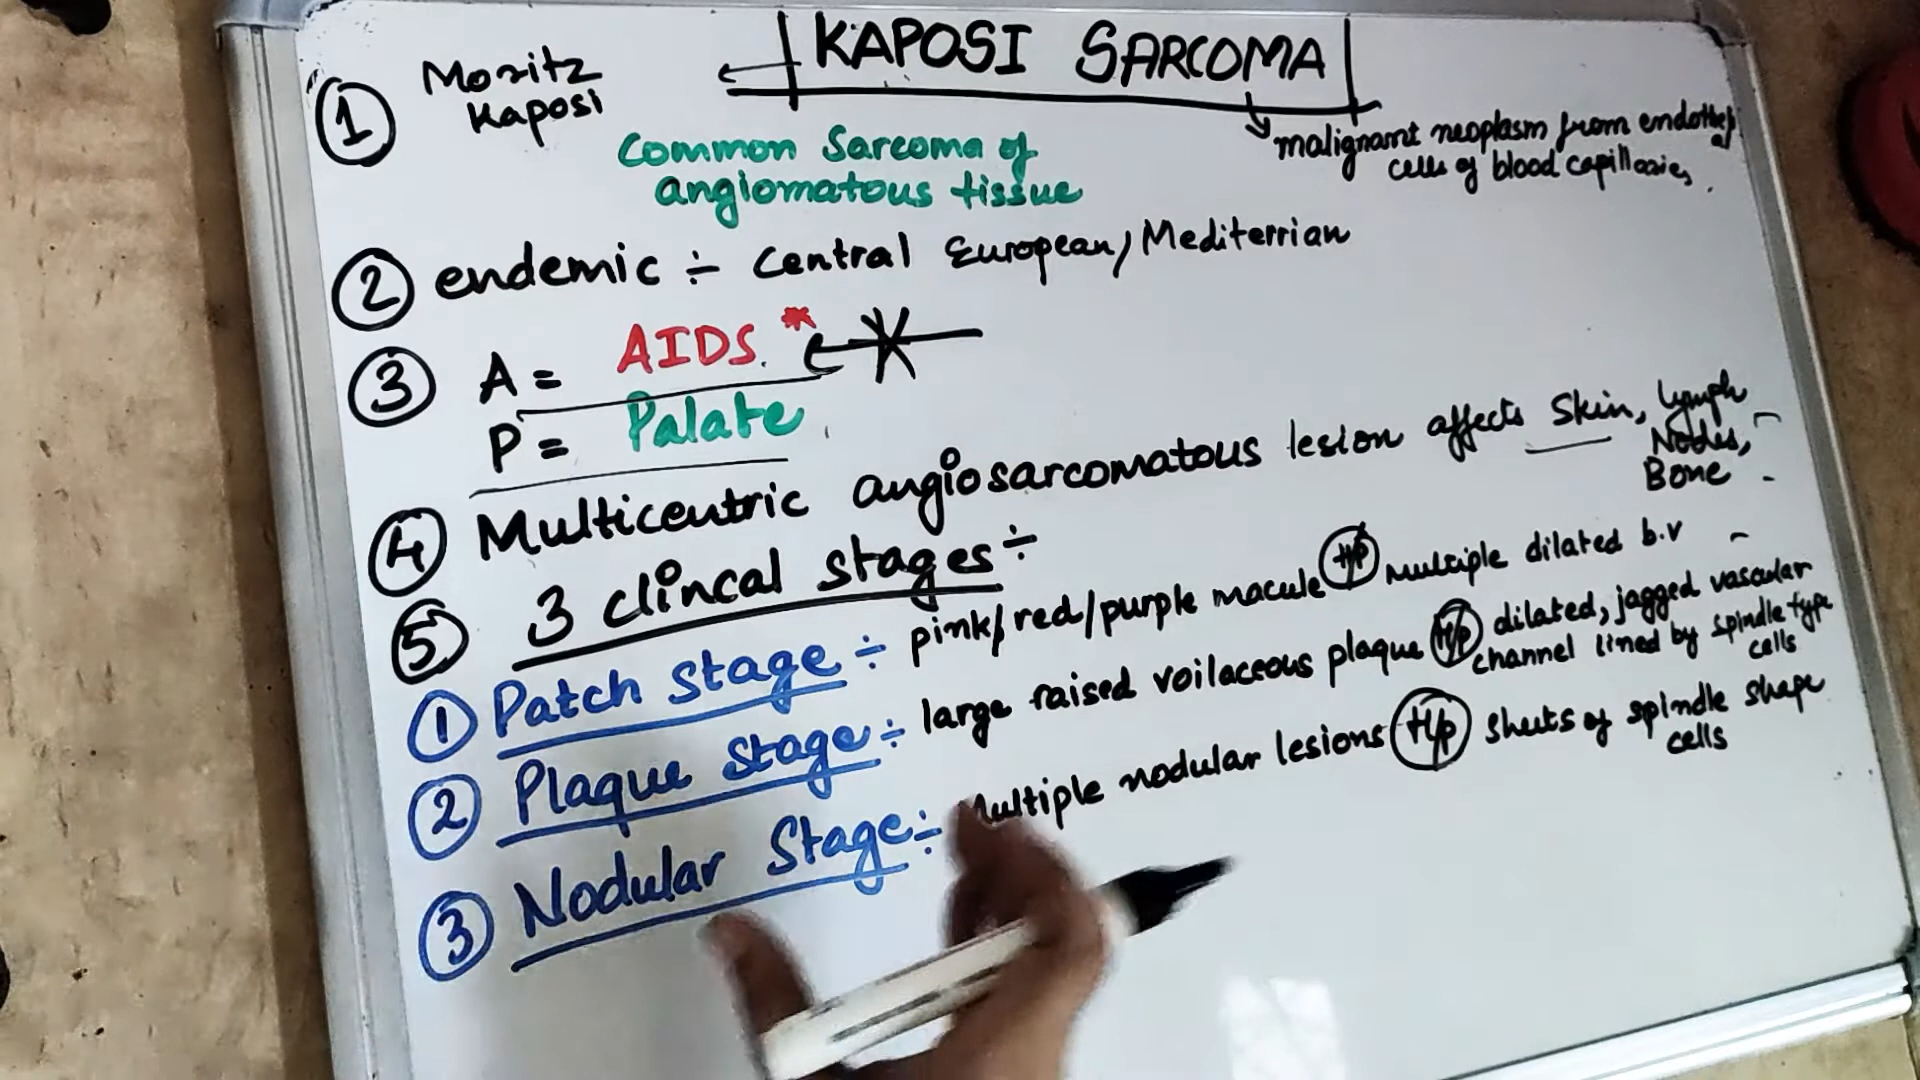 KAPOSI SARCOMA
① Moritz
Kaposi
malignant neoplasm from endotheli
al
cells of blood capillaries.
Common Sarcoma of
angiomatous tissue
② endemic ÷ Central European, Mediterrian
③ A = AIDS. *
P = Palate
④ Multicentric angiosarcomatous lesion affects Skin, lymph
Nodes,
Bone
⑤ 3 clincal stages ÷
① Patch stage ÷ pink/red/purple macule H/P multiple dilated b.v
② Plaque stage ÷ large raised voilaceous plaque H/P dilated, jagged vascular
channel lined by spindle type
cells
③ Nodular Stage ÷ Multiple nodular lesions H/p sheets of spindle shape
cells